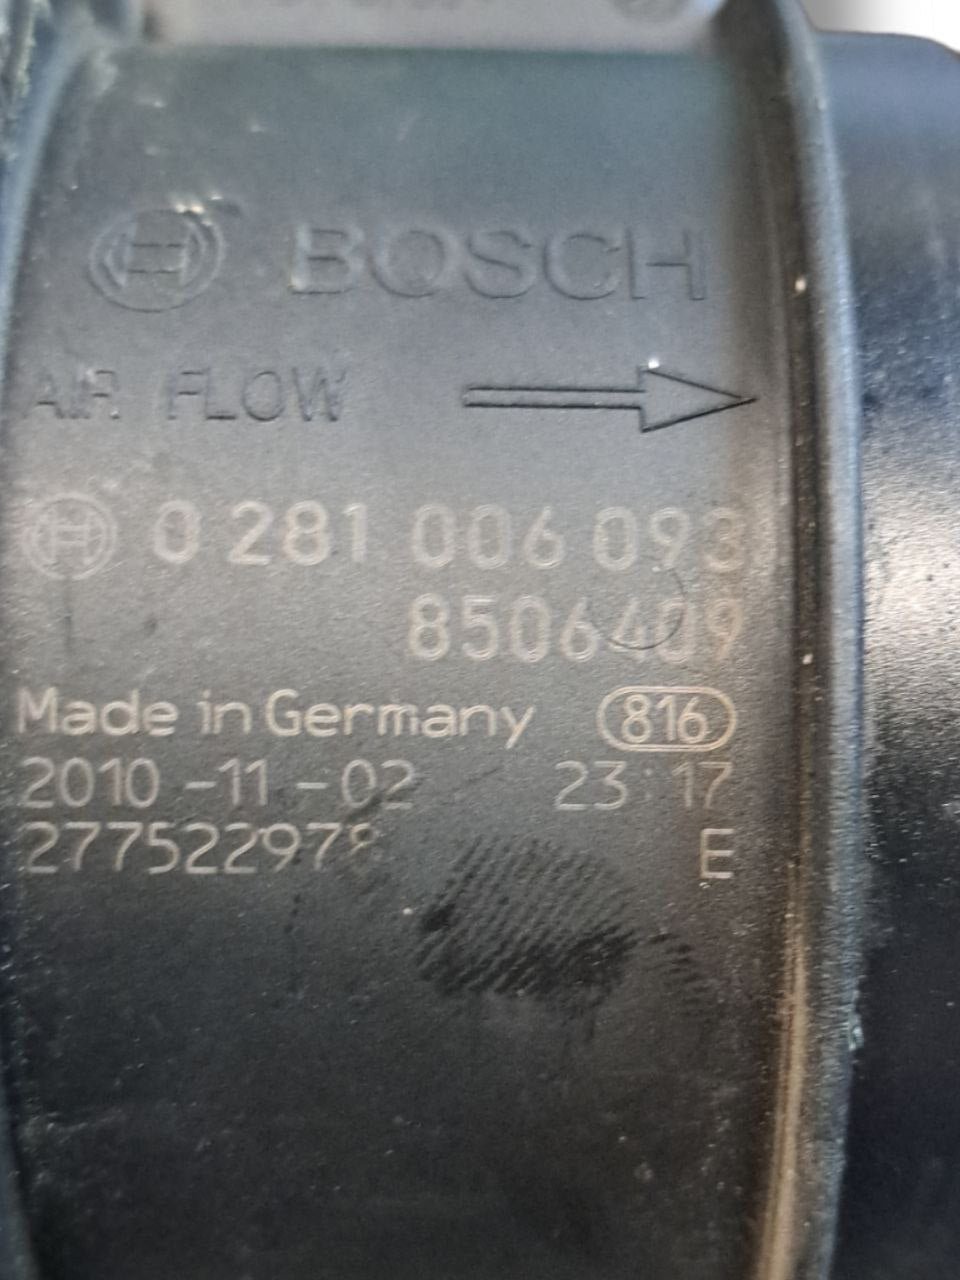 BOSCH
AIR FLOW
0 281 006 093
8506409
Made in Germany 816
2010-11-02 23:17
277522978 E